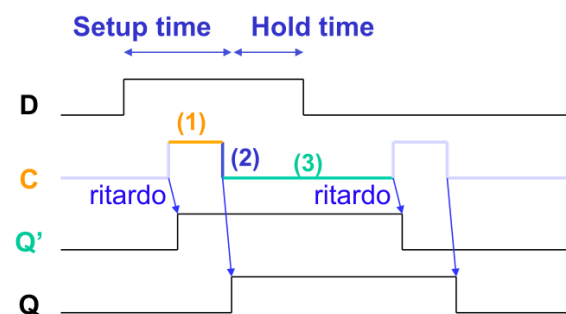 Setup time Hold time
D
(1)
(2) (3)
C
ritardo ritardo
Q’
Q